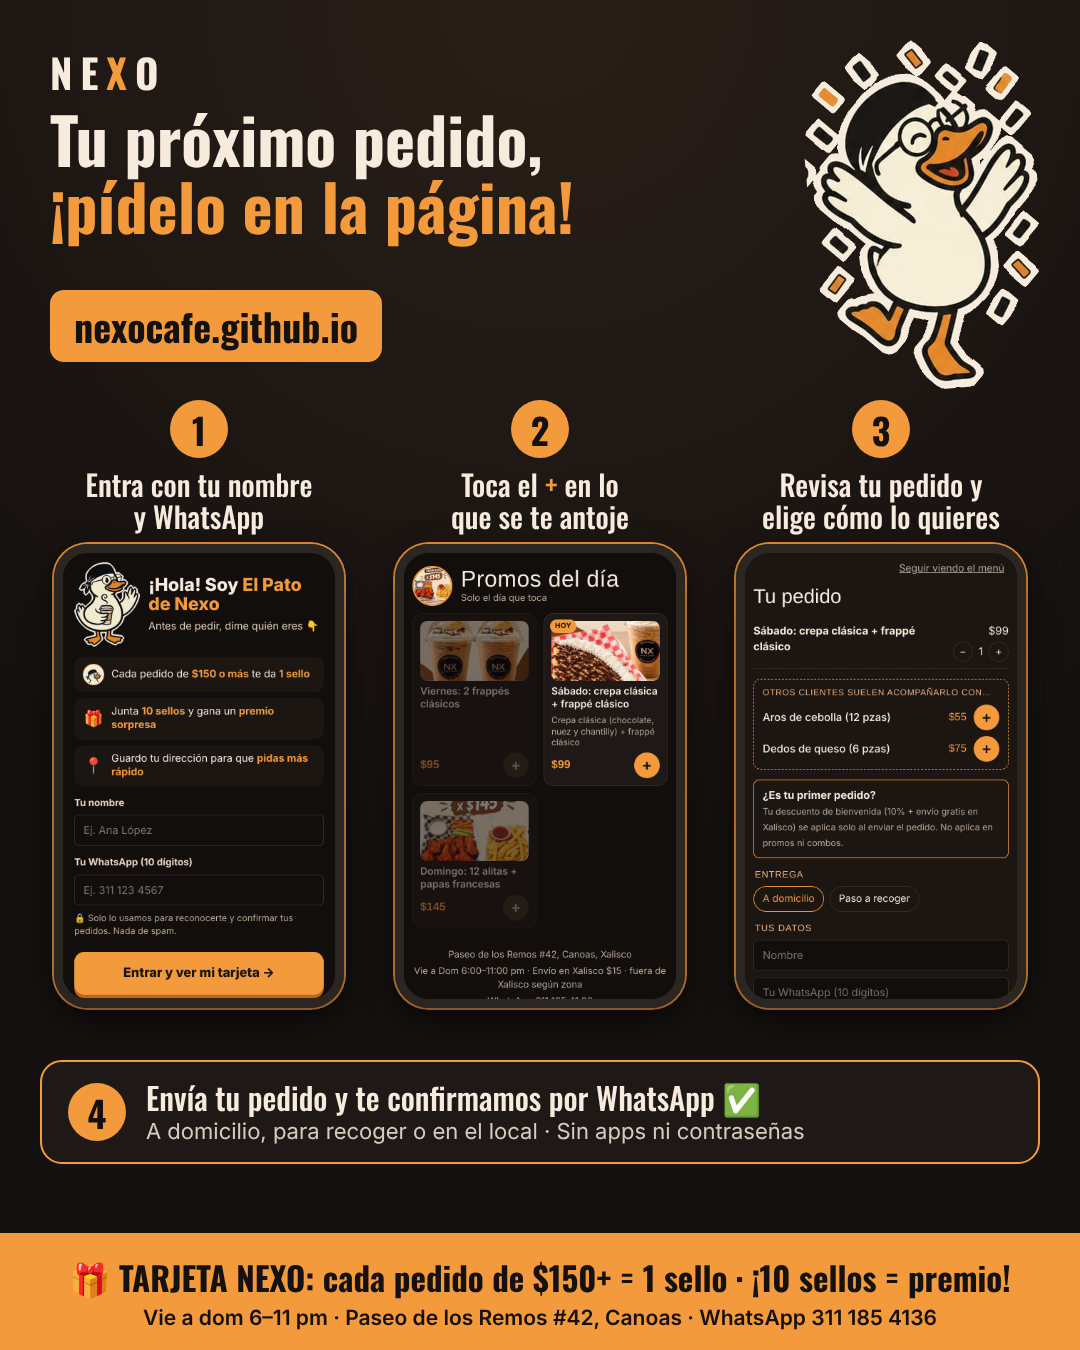 NEXO
Tu próximo pedido,
¡pídelo en la página!
nexocafe.github.io
1
Entra con tu nombre
y WhatsApp
¡Hola! Soy El Pato
de Nexo
Antes de pedir, dime quién eres 👇
Cada pedido de $150 o más te da 1 sello
Junta 10 sellos y gana un premio
sorpresa
Guardo tu dirección para que pidas más
rápido
Tu nombre
Ej. Ana López
Tu WhatsApp (10 dígitos)
Ej. 311 123 4567
🔒 Solo lo usamos para reconocerte y confirmar tus
pedidos. Nada de spam.
Entrar y ver mi tarjeta →
2
Toca el + en lo
que se te antoje
Promos del día
Solo el día que toca
NX
NX
Viernes: 2 frappés
clásicos
$95
+
HOY
NX
Sábado: crepa clásica
+ frappé clásico
Crepa clásica (chocolate,
nuez y chantilly) + frappé
clásico
$99
+
x $145
Domingo: 12 alitas +
papas francesas
$145
+
Paseo de los Remos #42, Canoas, Xalisco
Vie a Dom 6:00–11:00 pm · Envío en Xalisco $15 · fuera de
Xalisco según zona
3
Revisa tu pedido y
elige cómo lo quieres
Seguir viendo el menú
Tu pedido
Sábado: crepa clásica + frappé
clásico
$99
− 1 +
OTROS CLIENTES SUELEN ACOMPAÑARLO CON...
Aros de cebolla (12 pzas) $55 +
Dedos de queso (6 pzas) $75 +
¿Es tu primer pedido?
Tu descuento de bienvenida (10% + envío gratis en
Xalisco) se aplica solo al enviar el pedido. No aplica en
promos ni combos.
ENTREGA
A domicilio Paso a recoger
TUS DATOS
Nombre
Tu WhatsApp (10 dígitos)
4
Envía tu pedido y te confirmamos por WhatsApp ✅
A domicilio, para recoger o en el local · Sin apps ni contraseñas
🎁 TARJETA NEXO: cada pedido de $150+ = 1 sello · ¡10 sellos = premio!
Vie a dom 6–11 pm · Paseo de los Remos #42, Canoas · WhatsApp 311 185 4136